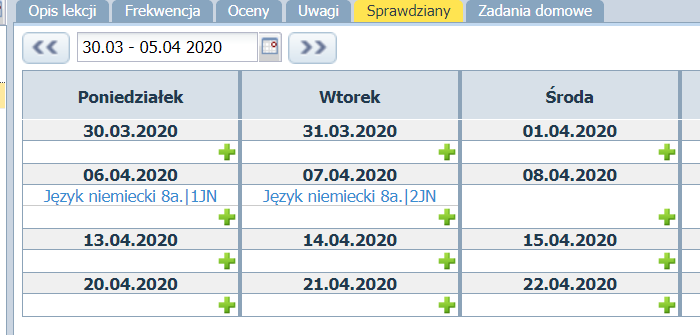 Opis lekcji Frekwencja Oceny Uwagi Sprawdziany Zadania domowe
<< 30.03 - 05.04 2020 >>
Poniedziałek Wtorek Środa
30.03.2020 31.03.2020 01.04.2020
06.04.2020 07.04.2020 08.04.2020
Język niemiecki 8a.|1JN Język niemiecki 8a.|2JN
13.04.2020 14.04.2020 15.04.2020
20.04.2020 21.04.2020 22.04.2020